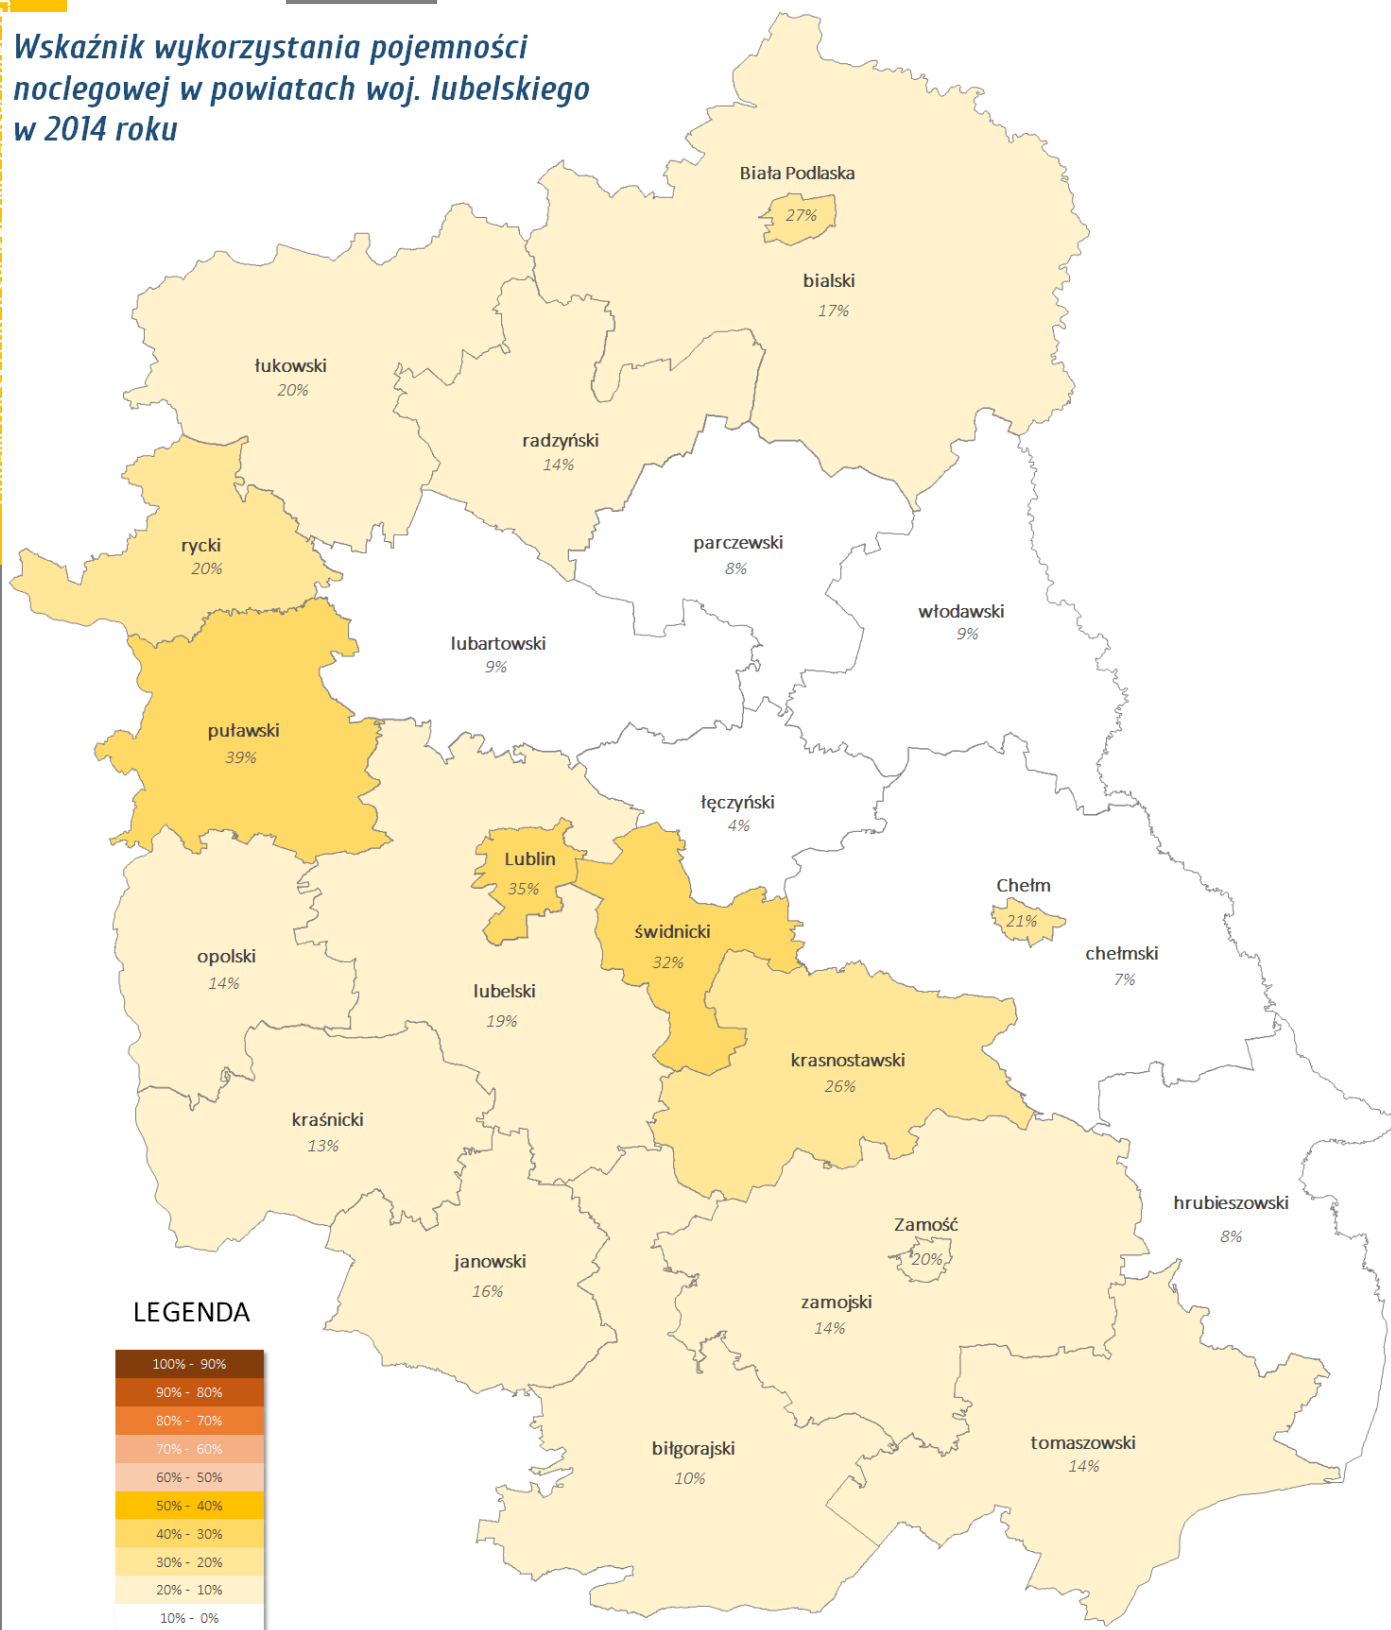 Wskaźnik wykorzystania pojemności
noclegowej w powiatach woj. lubelskiego
w 2014 roku
Biała Podlaska
27%
bialski
17%
łukowski
20%
radzyński
14%
rycki
20%
parczewski
8%
włodawski
9%
lubartowski
9%
puławski
39%
łęczyński
4%
Lublin
35%
Chełm
21%
świdnicki
32%
chełmski
7%
opolski
14%
lubelski
19%
krasnostawski
26%
kraśnicki
13%
hrubieszowski
8%
Zamość
20%
janowski
16%
zamojski
14%
biłgorajski
10%
tomaszowski
14%
LEGENDA
100% - 90%
90% - 80%
80% - 70%
70% - 60%
60% - 50%
50% - 40%
40% - 30%
30% - 20%
20% - 10%
10% - 0%